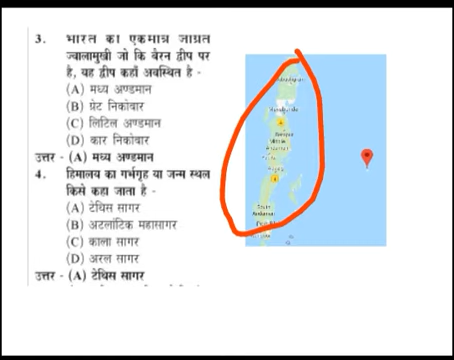 3. भारत का एकमात्र जाग्रत
ज्वालामुखी जो कि बैरन द्वीप पर
है, यह द्वीप कहाँ अवस्थित है -
(A) मध्य अण्डमान
(B) ग्रेट निकोबार
(C) लिटिल अण्डमान
(D) कार निकोबार
उत्तर - (A) मध्य अण्डमान
4. हिमालय का गर्भगृह या जन्म स्थल
किसे कहा जाता है -
(A) टेथिस सागर
(B) अटलांटिक महासागर
(C) काला सागर
(D) अरल सागर
उत्तर - (A) टेथिस सागर